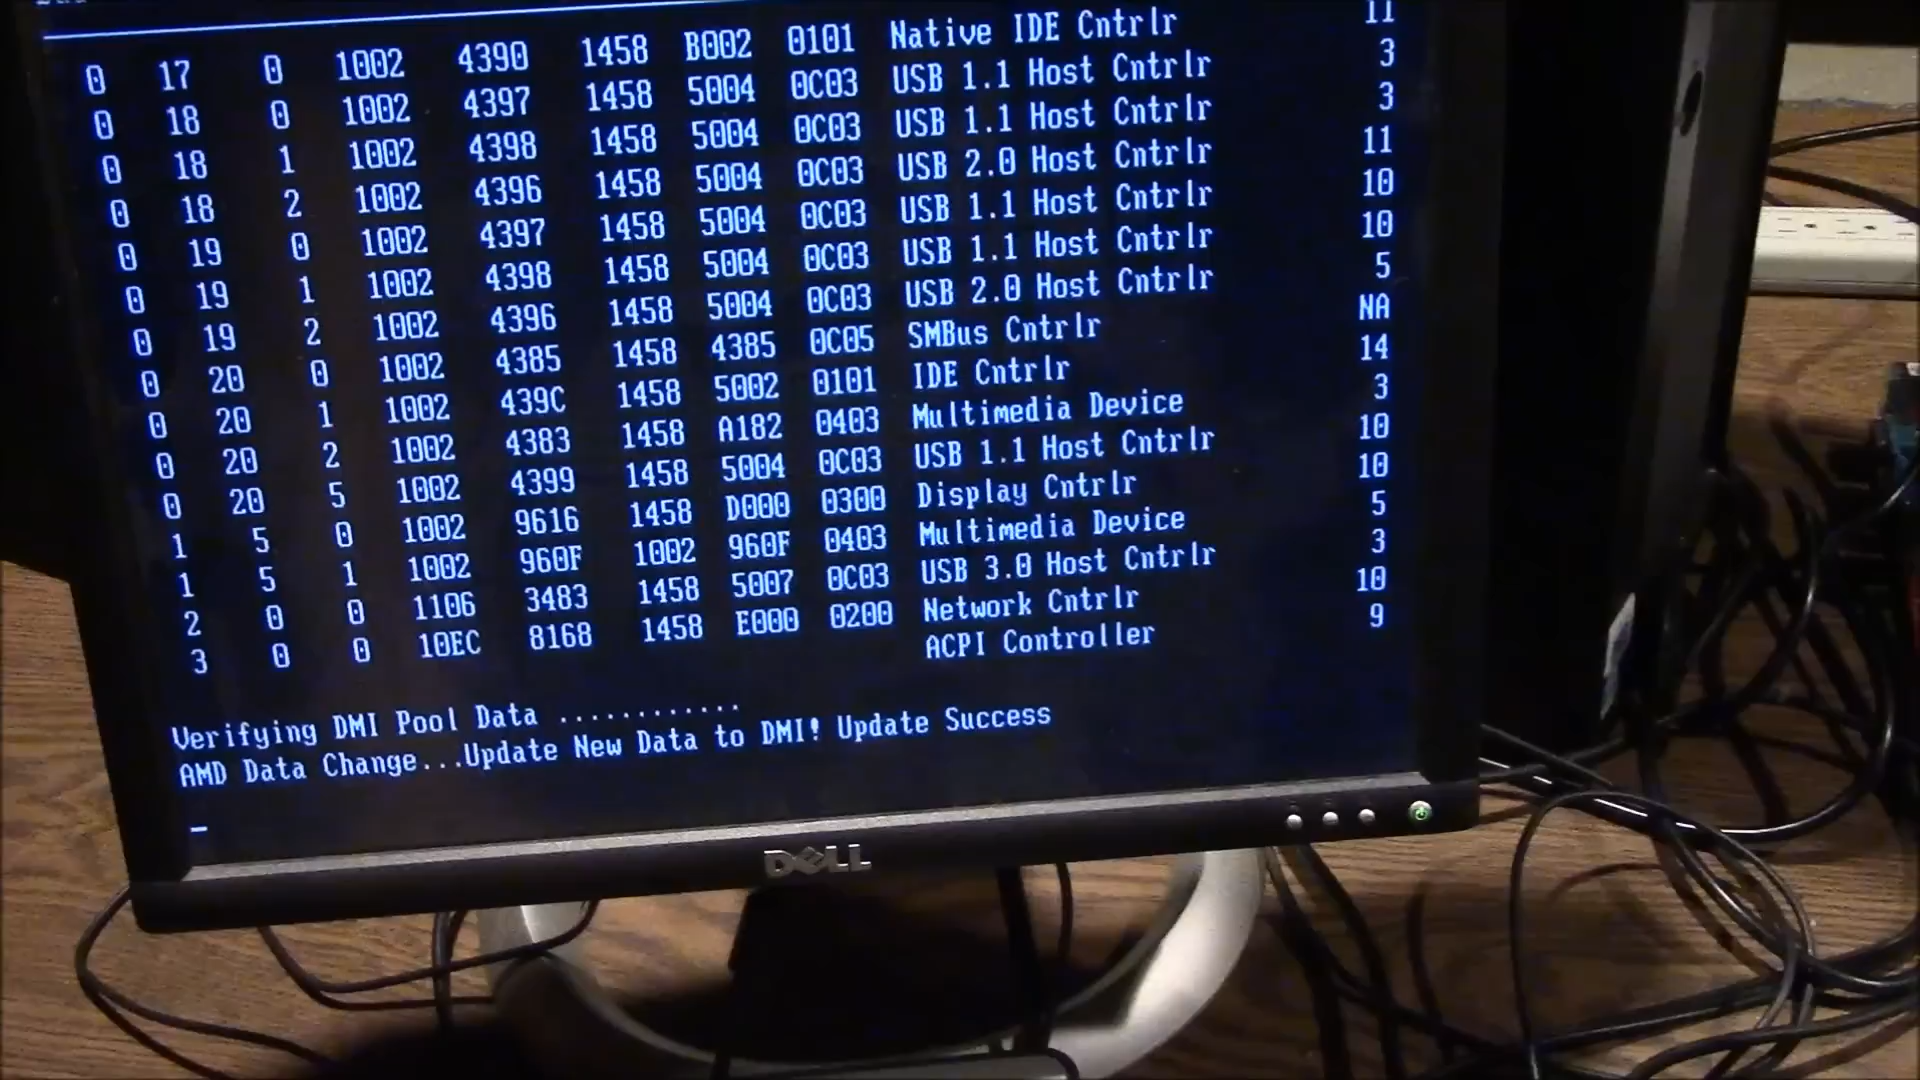 0 17 0 1002 4390 1458 B002 0101 Native IDE Cntrlr 11
0 18 0 1002 4397 1458 5004 0C03 USB 1.1 Host Cntrlr 3
0 18 1 1002 4398 1458 5004 0C03 USB 1.1 Host Cntrlr 3
0 18 2 1002 4396 1458 5004 0C03 USB 2.0 Host Cntrlr 11
0 19 0 1002 4397 1458 5004 0C03 USB 1.1 Host Cntrlr 10
0 19 1 1002 4398 1458 5004 0C03 USB 1.1 Host Cntrlr 10
0 19 2 1002 4396 1458 5004 0C03 USB 2.0 Host Cntrlr 5
0 20 0 1002 4385 1458 4385 0C05 SMBus Cntrlr NA
0 20 1 1002 439C 1458 5002 0101 IDE Cntrlr 14
0 20 2 1002 4383 1458 A182 0403 Multimedia Device 3
0 20 5 1002 4399 1458 5004 0C03 USB 1.1 Host Cntrlr 10
1 5 0 1002 9616 1458 D000 0300 Display Cntrlr 10
1 5 1 1002 960F 1002 960F 0403 Multimedia Device 5
2 0 0 1106 3483 1458 5007 0C03 USB 3.0 Host Cntrlr 3
3 0 0 10EC 8168 1458 E000 0200 Network Cntrlr 10
ACPI Controller 9
Verifying DMI Pool Data ............
AMD Data Change...Update New Data to DMI! Update Success
_
DELL